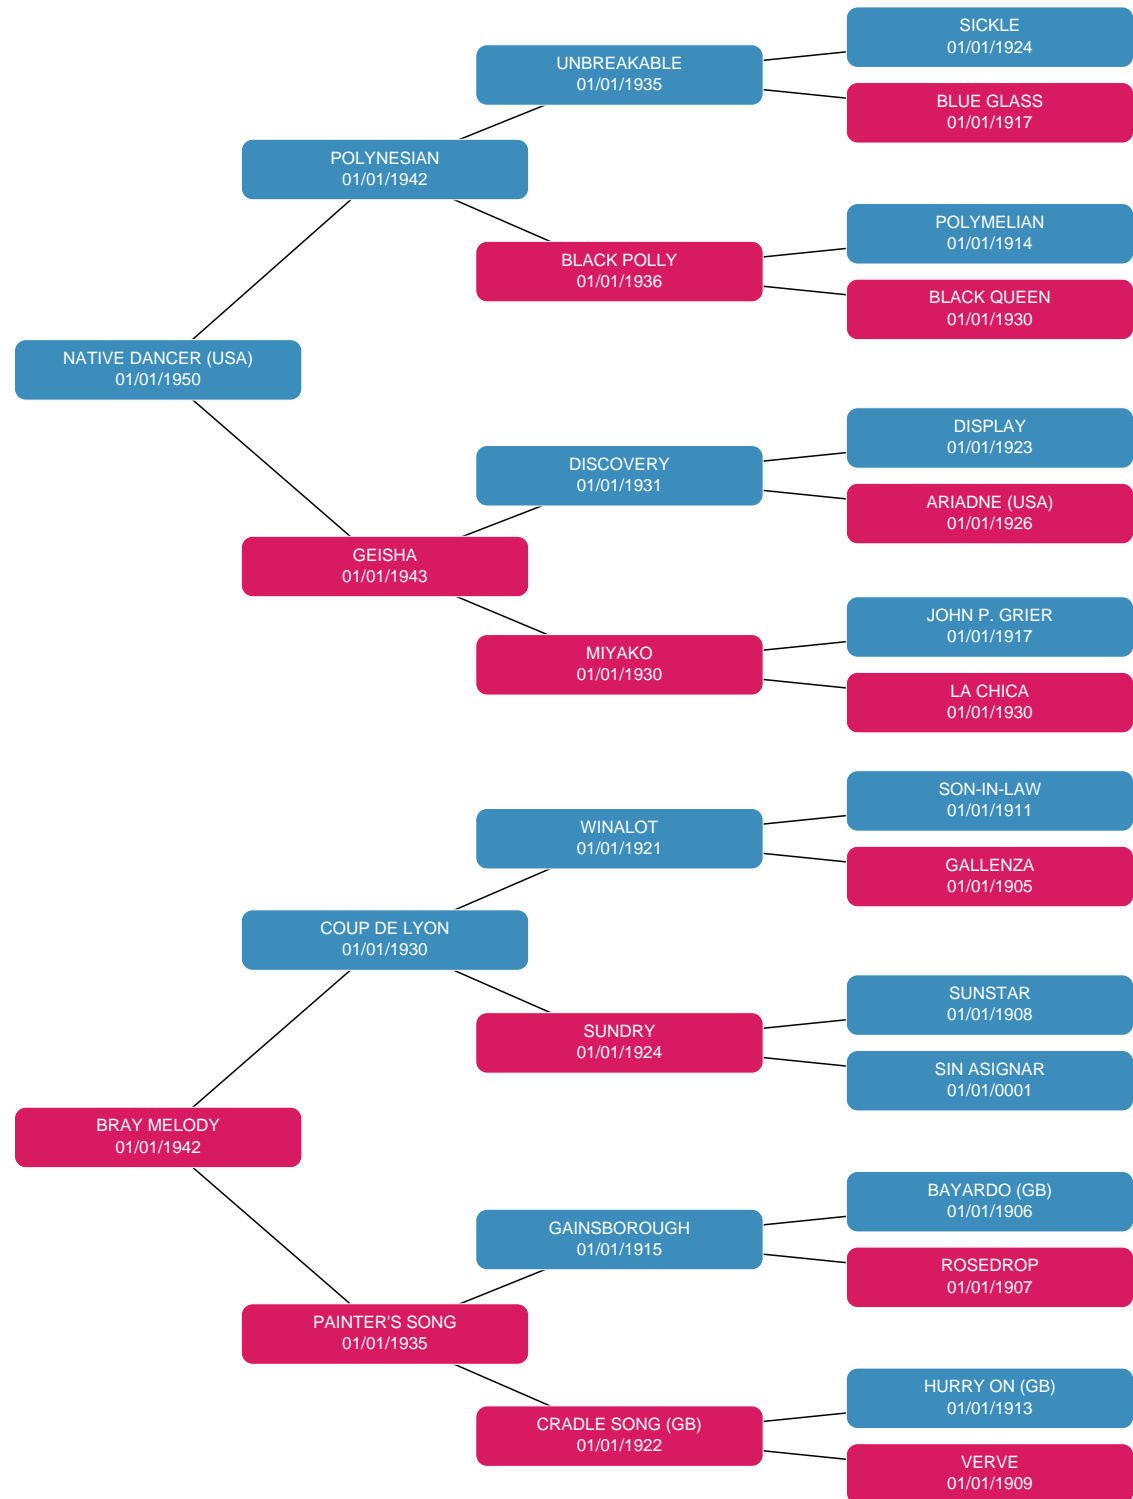 SICKLE
01/01/1924
UNBREAKABLE
01/01/1935
BLUE GLASS
01/01/1917
POLYNESIAN
01/01/1942
POLYMELIAN
01/01/1914
BLACK POLLY
01/01/1936
BLACK QUEEN
01/01/1930
NATIVE DANCER (USA)
01/01/1950
DISPLAY
01/01/1923
DISCOVERY
01/01/1931
ARIADNE (USA)
01/01/1926
GEISHA
01/01/1943
JOHN P. GRIER
01/01/1917
MIYAKO
01/01/1930
LA CHICA
01/01/1930
SON-IN-LAW
01/01/1911
WINALOT
01/01/1921
GALLENZA
01/01/1905
COUP DE LYON
01/01/1930
SUNSTAR
01/01/1908
SUNDRY
01/01/1924
SIN ASIGNAR
01/01/0001
BRAY MELODY
01/01/1942
BAYARDO (GB)
01/01/1906
GAINSBOROUGH
01/01/1915
ROSEDROP
01/01/1907
PAINTER'S SONG
01/01/1935
HURRY ON (GB)
01/01/1913
CRADLE SONG (GB)
01/01/1922
VERVE
01/01/1909